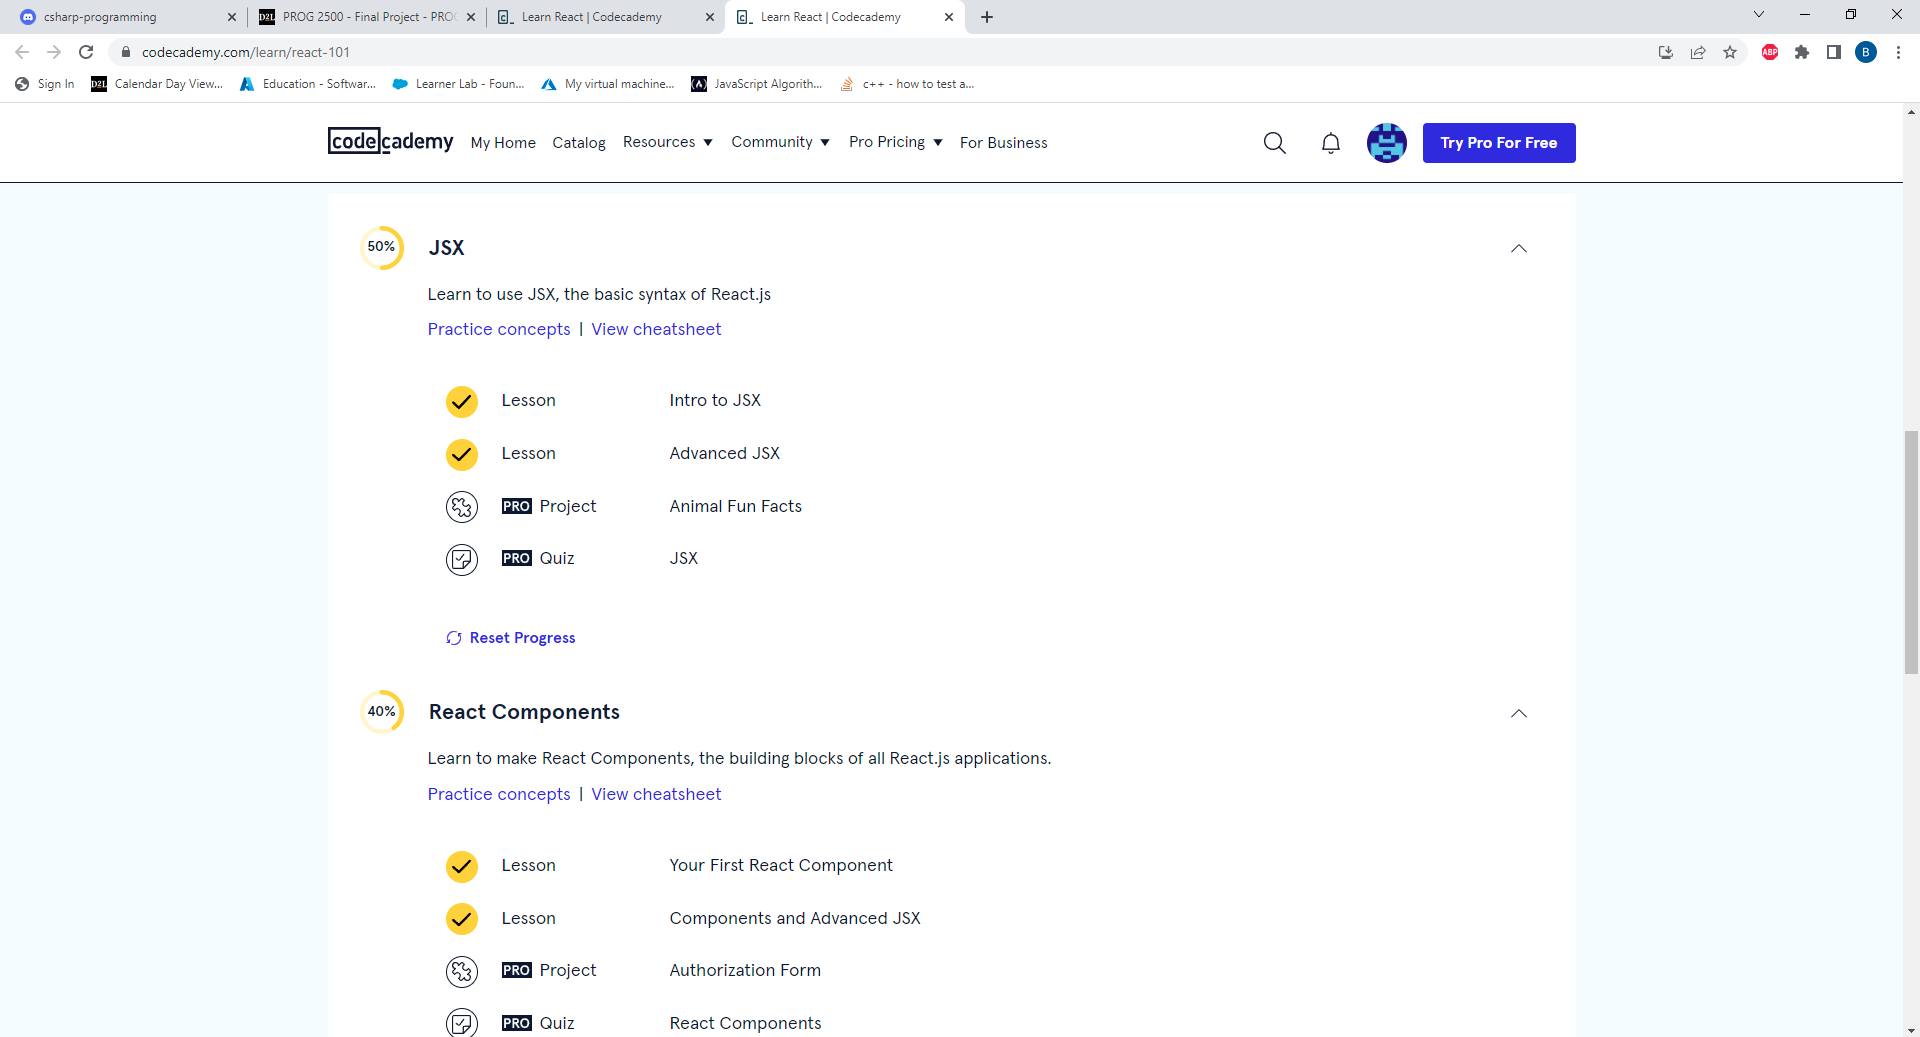 csharp-programming
PROG 2500 - Final Project - PROG
Learn React | Codecademy
Learn React | Codecademy
codecademy.com/learn/react-101
ABP
B
Sign In
D2L
Calendar Day View...
Education - Softwar...
Learner Lab - Foun...
My virtual machine...
JavaScript Algorith...
c++ - how to test a...
codecademy
My Home
Catalog
Resources
Community
Pro Pricing
For Business
Try Pro For Free
50%
JSX
Learn to use JSX, the basic syntax of React.js
Practice concepts | View cheatsheet
Lesson Intro to JSX
Lesson Advanced JSX
PRO Project Animal Fun Facts
PRO Quiz JSX
Reset Progress
40%
React Components
Learn to make React Components, the building blocks of all React.js applications.
Practice concepts | View cheatsheet
Lesson Your First React Component
Lesson Components and Advanced JSX
PRO Project Authorization Form
PRO Quiz React Components